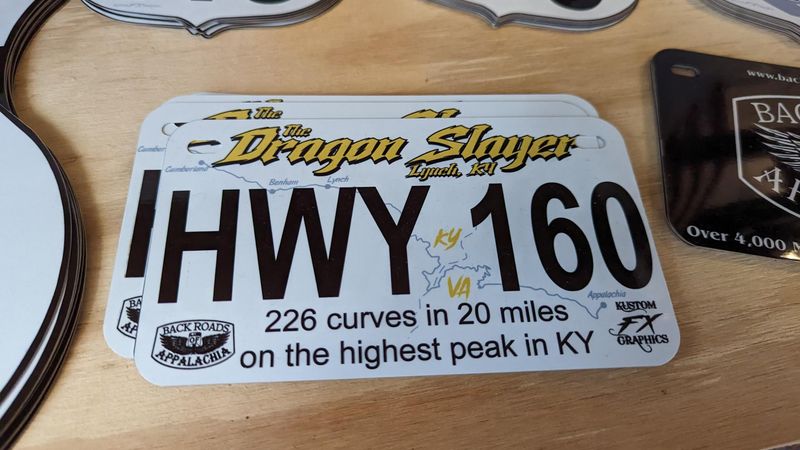 The
Dragon Slayer
Lynch, KY
Cumberland
Benham
Lynch
HWY 160
KY
VA
Appalachia
226 curves in 20 miles
on the highest peak in KY
BACK ROADS
OF
APPALACHIA
KUSTOM
FX
GRAPHICS
www.bac
BAC
Over 4,000 M